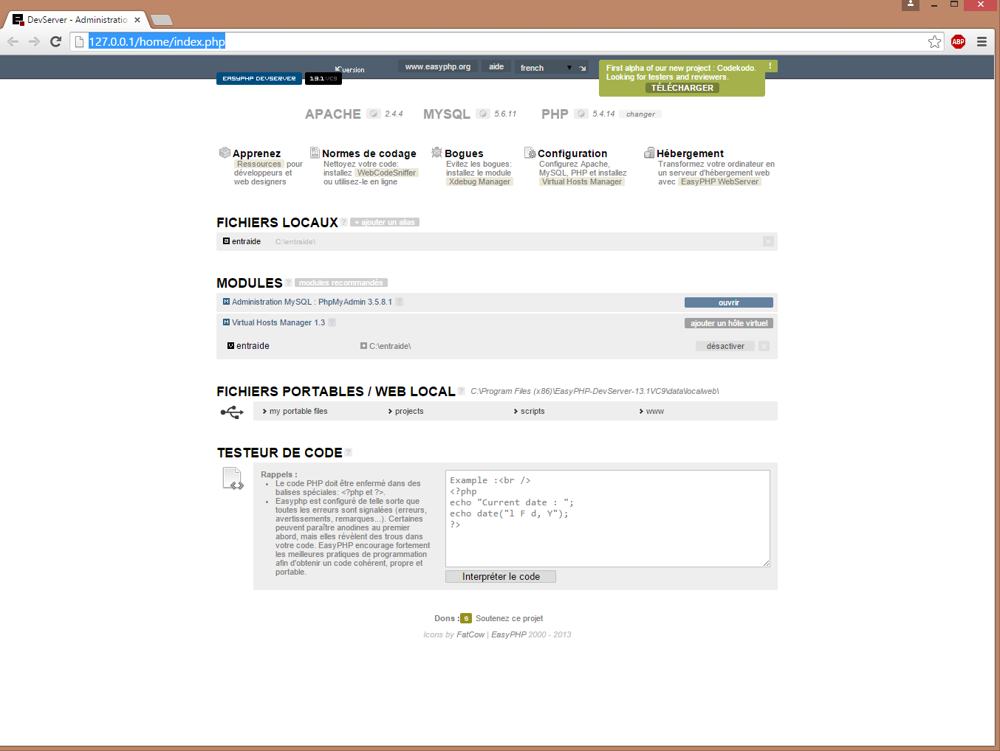 DevServer - Administratio
127.0.0.1/home/index.php
ABP
EASYPHP DEVSERVER 13.1 VC9
version
www.easyphp.org
aide
french
First alpha of our new project : Codekodo.
Looking for testers and reviewers.
TÉLÉCHARGER
!
APACHE 2.4.4 MYSQL 5.6.11 PHP 5.4.14 changer
Apprenez
Ressources pour
développeurs et
web designers
Normes de codage
Nettoyez votre code:
installez WebCodeSniffer
ou utilisez-le en ligne
Bogues
Evitez les bogues:
installez le module
Xdebug Manager
Configuration
Configurez Apache,
MySQL, PHP et installez
Virtual Hosts Manager
Hébergement
Transformez votre ordinateur en
un serveur d'hébergement web
avec EasyPHP WebServer
FICHIERS LOCAUX ? + ajouter un alias
a entraide C:\entraide\ x
MODULES ? modules recommandés
M Administration MySQL : PhpMyAdmin 3.5.8.1 ? ouvrir
M Virtual Hosts Manager 1.3 ? ajouter un hôte virtuel
v entraide + C:\entraide\ désactiver x
FICHIERS PORTABLES / WEB LOCAL ? C:\Program Files (x86)\EasyPHP-DevServer-13.1VC9\data\localweb\
my portable files projects scripts www
TESTEUR DE CODE ?
Rappels :
• Le code PHP doit être enfermé dans des
balises spéciales: <?php et ?>.
• Easyphp est configuré de telle sorte que
toutes les erreurs sont signalées (erreurs,
avertissements, remarques...). Certaines
peuvent paraître anodines au premier
abord, mais elles révèlent des trous dans
votre code. EasyPHP encourage fortement
les meilleures pratiques de programmation
afin d'obtenir un code cohérent, propre et
portable.
Example :<br />
<?php
echo "Current date : ";
echo date("l F d, Y");
?>
Interpréter le code
Dons : $ Soutenez ce projet
Icons by FatCow | EasyPHP 2000 - 2013